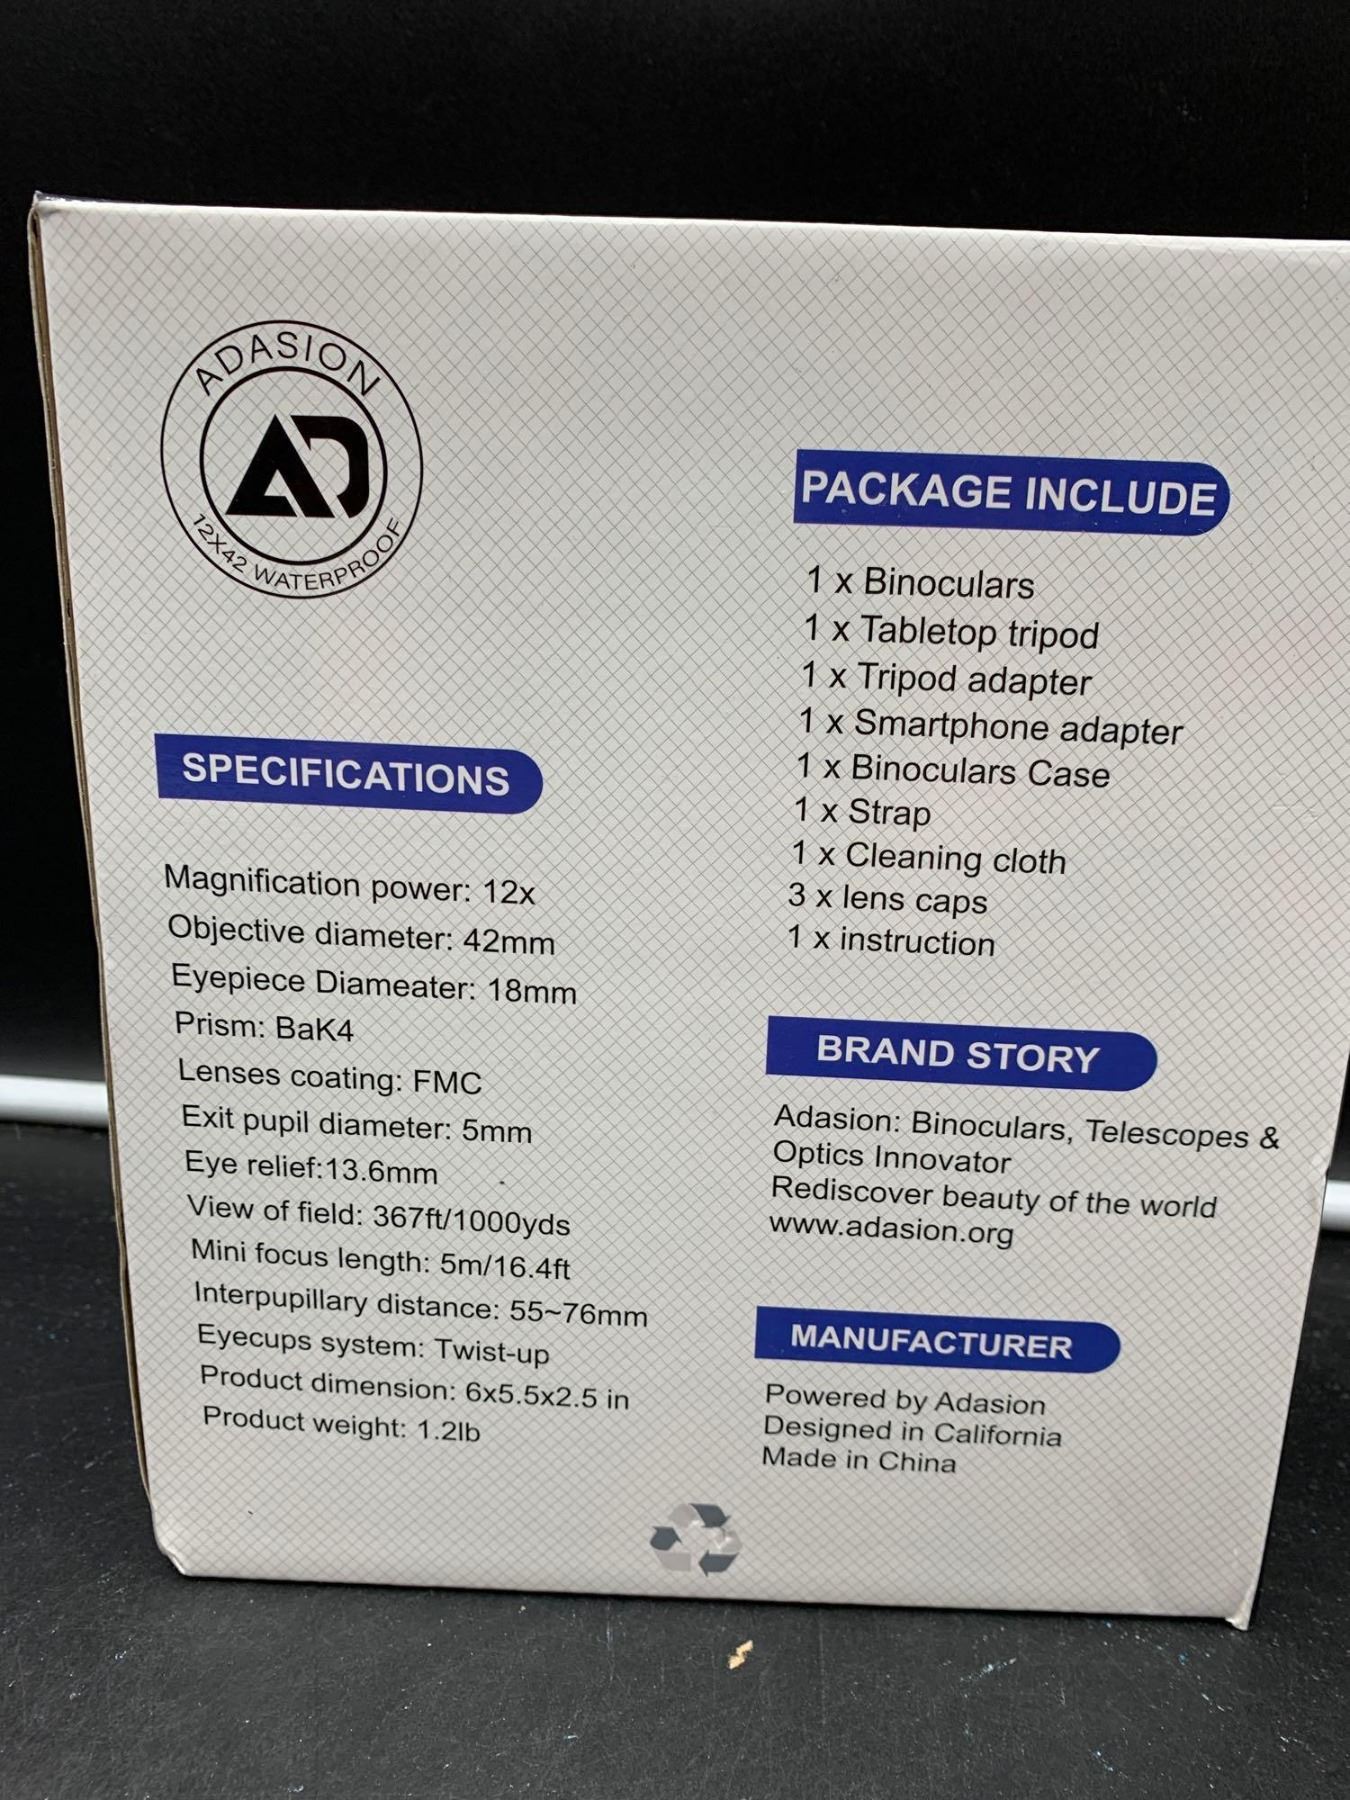 ADASION
AD
12X42 WATERPROOF
SPECIFICATIONS
Magnification power: 12x
Objective diameter: 42mm
Eyepiece Diameater: 18mm
Prism: BaK4
Lenses coating: FMC
Exit pupil diameter: 5mm
Eye relief:13.6mm
View of field: 367ft/1000yds
Mini focus length: 5m/16.4ft
Interpupillary distance: 55~76mm
Eyecups system: Twist-up
Product dimension: 6x5.5x2.5 in
Product weight: 1.2lb
PACKAGE INCLUDE
1 x Binoculars
1 x Tabletop tripod
1 x Tripod adapter
1 x Smartphone adapter
1 x Binoculars Case
1 x Strap
1 x Cleaning cloth
3 x lens caps
1 x instruction
BRAND STORY
Adasion: Binoculars, Telescopes &
Optics Innovator
Rediscover beauty of the world
www.adasion.org
MANUFACTURER
Powered by Adasion
Designed in California
Made in China